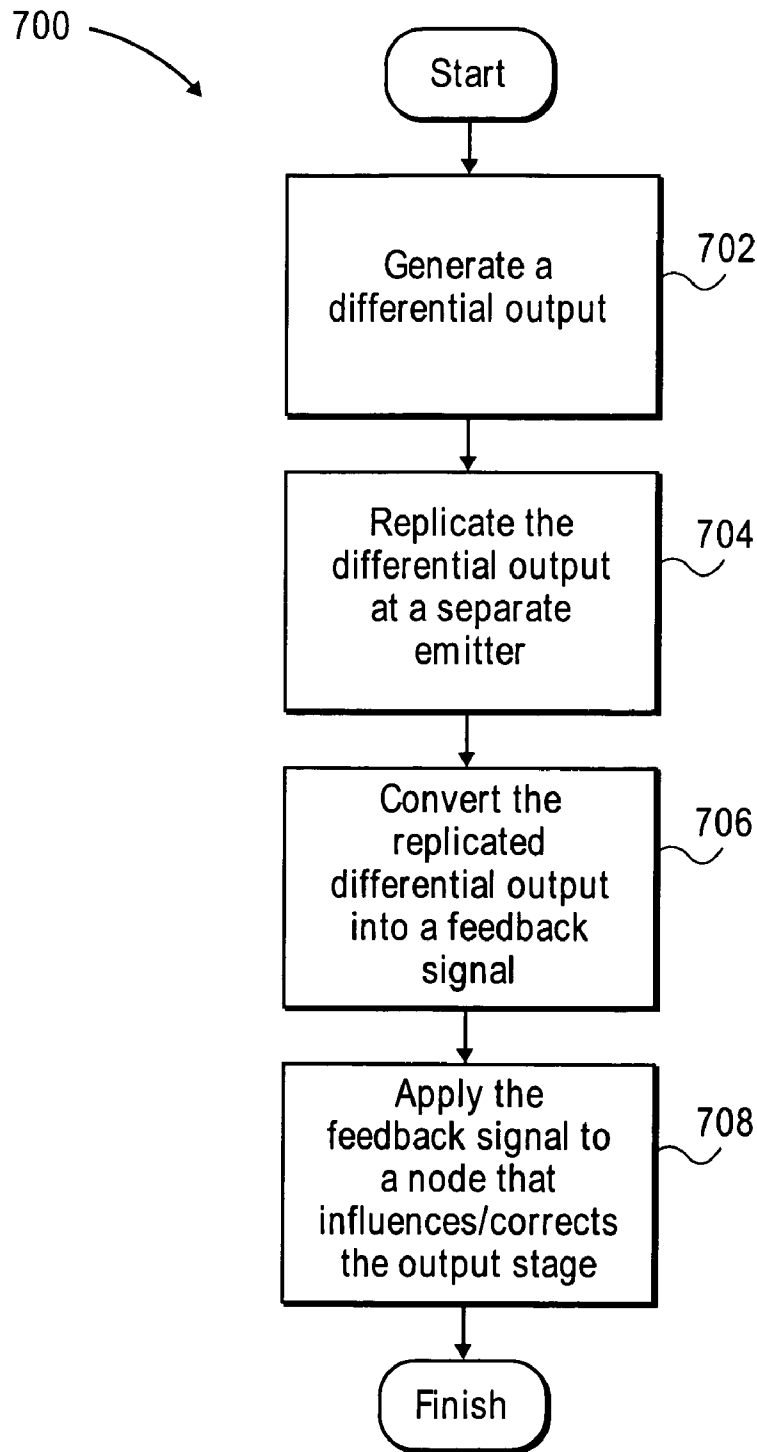 700
Start
Generate a
differential output
702
Replicate the
differential output
at a separate
emitter
704
Convert the
replicated
differential output
into a feedback
signal
706
Apply the
feedback signal to
a node that
influences/corrects
the output stage
708
Finish